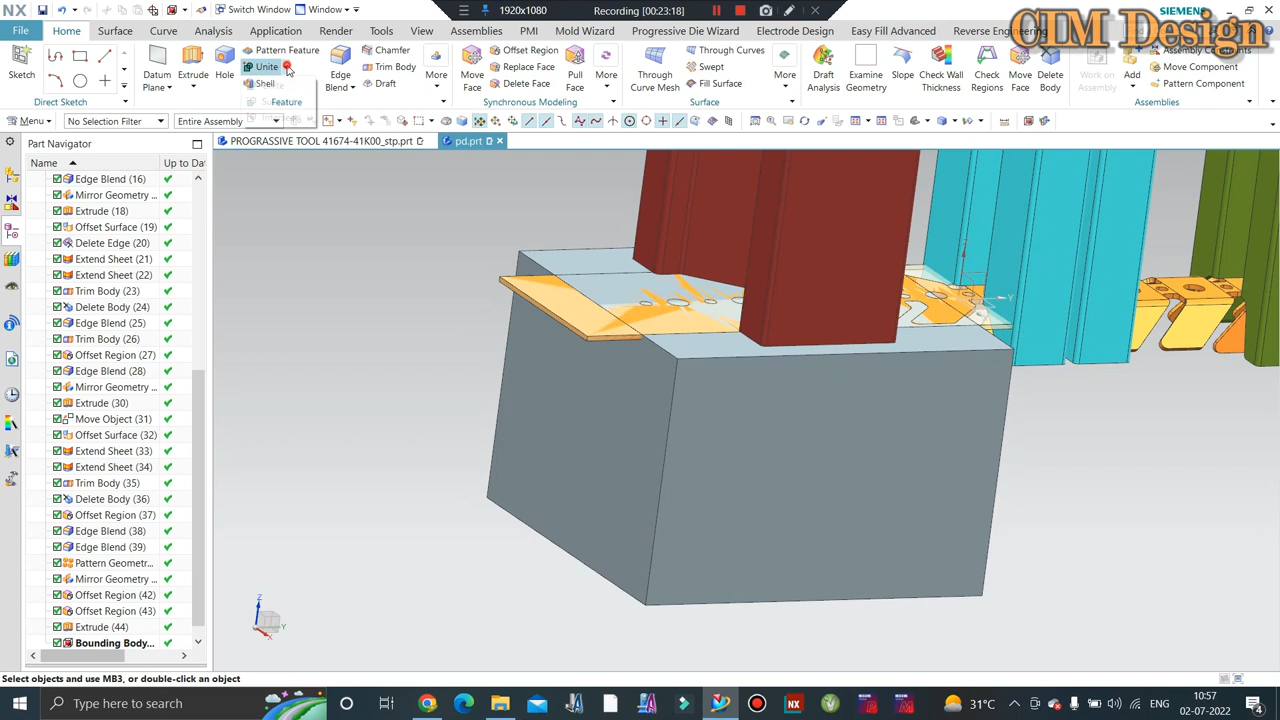 NX
Switch Window
Window
1920x1080
Recording [00:23:18]
SIEMENS
CIM Design
File
Home
Surface
Curve
Analysis
Application
Render
Tools
View
Assemblies
PMI
Mold Wizard
Progressive Die Wizard
Electrode Design
Easy Fill Advanced
Reverse Engineering
Sketch
Direct Sketch
Datum Plane
Extrude
Hole
Pattern Feature
Unite
Shell
Feature
Edge Blend
Chamfer
Trim Body
Draft
More
Move Face
Offset Region
Replace Face
Delete Face
Pull Face
More
Synchronous Modeling
Through Curve Mesh
Through Curves
Swept
Fill Surface
More
Surface
Draft Analysis
Examine Geometry
Slope
Check Wall Thickness
Check Regions
Move Face
Delete Body
Work on Assembly
Add
Assembly Constraints
Move Component
Pattern Component
Assemblies
Menu
No Selection Filter
Entire Assembly
PROGRASSIVE TOOL 41674-41K00_stp.prt
pd.prt
Part Navigator
Name
Up to Dat
Edge Blend (16)
Mirror Geometry ...
Extrude (18)
Offset Surface (19)
Delete Edge (20)
Extend Sheet (21)
Extend Sheet (22)
Trim Body (23)
Delete Body (24)
Edge Blend (25)
Trim Body (26)
Offset Region (27)
Edge Blend (28)
Mirror Geometry ...
Extrude (30)
Move Object (31)
Offset Surface (32)
Extend Sheet (33)
Extend Sheet (34)
Trim Body (35)
Delete Body (36)
Offset Region (37)
Edge Blend (38)
Edge Blend (39)
Pattern Geometr...
Mirror Geometry ...
Offset Region (42)
Offset Region (43)
Extrude (44)
Bounding Body...
Z
Y
X
Y
Select objects and use MB3, or double-click an object
Type here to search
31°C
ENG
10:57
02-07-2022
4